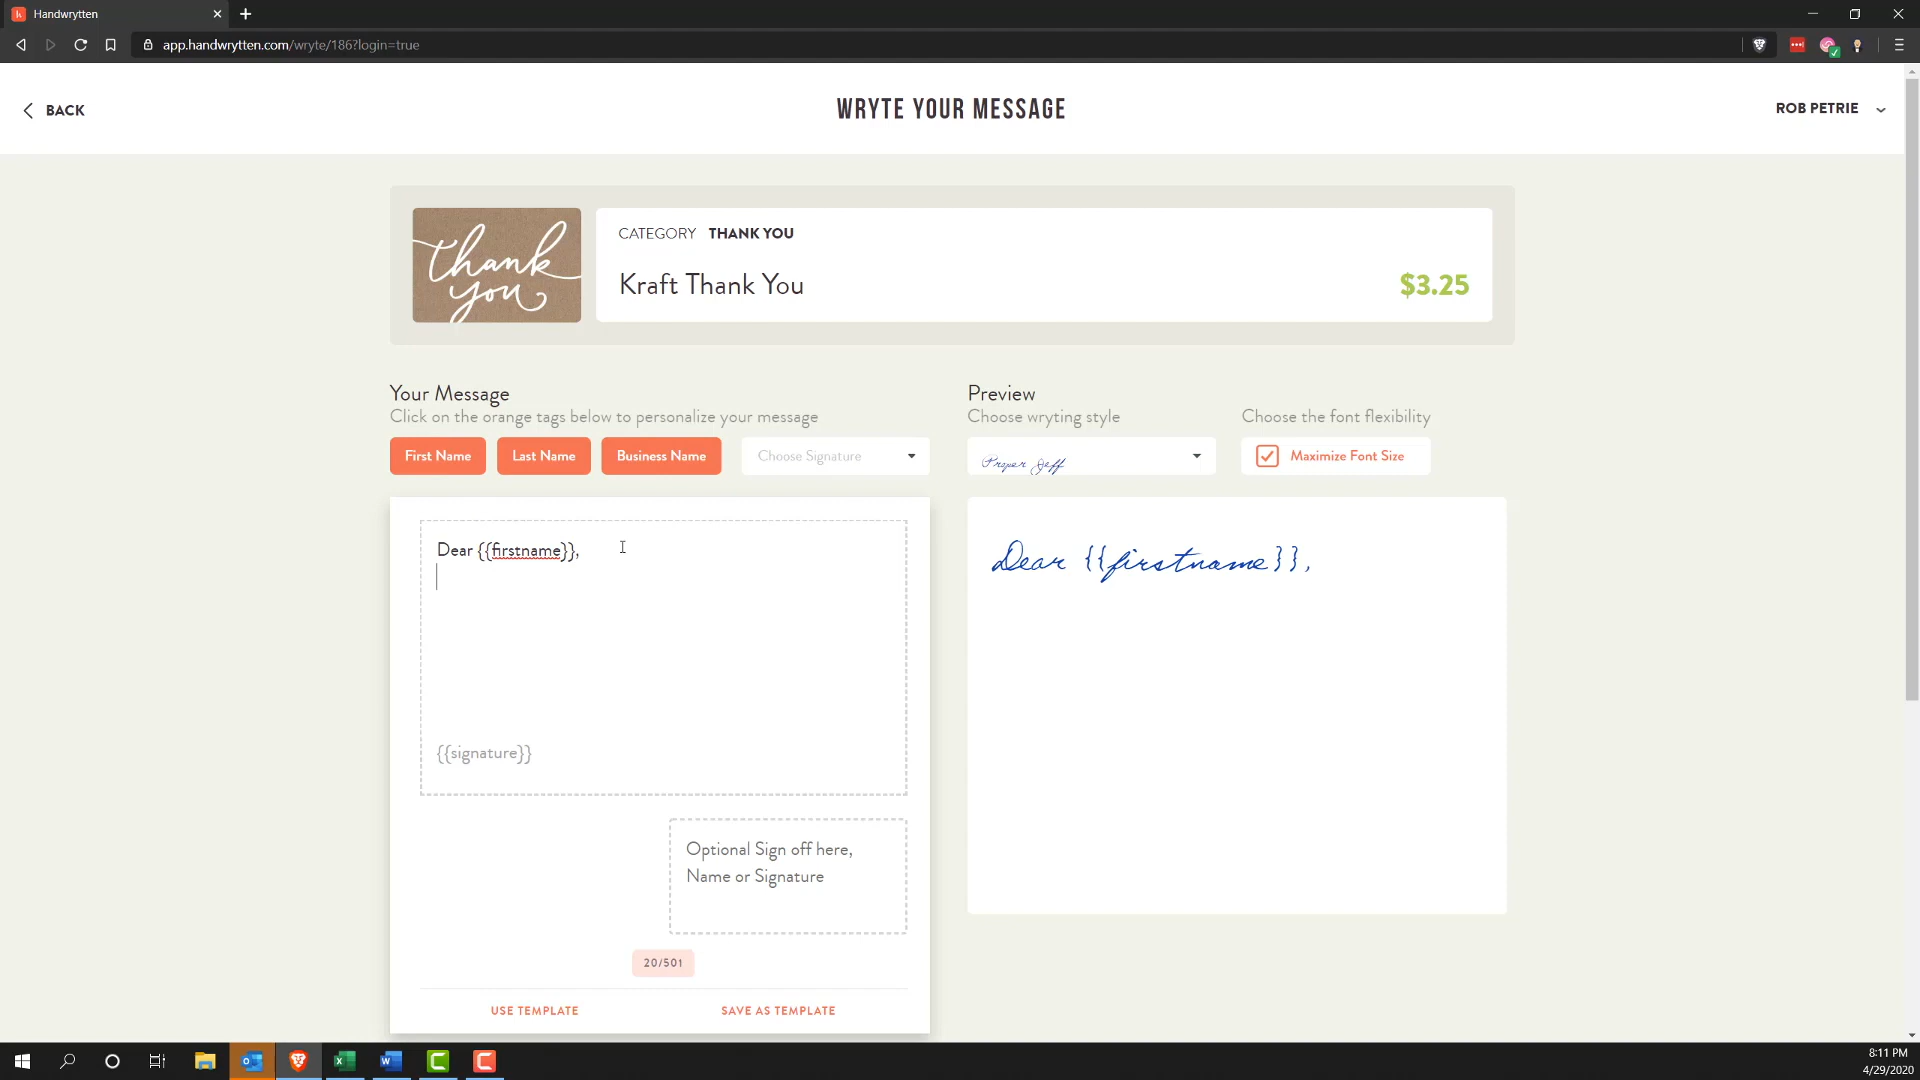 Handwrytten
app.handwrytten.com/wryte/186?login=true
BACK
WRYTE YOUR MESSAGE
ROB PETRIE
thank
you
CATEGORY THANK YOU
Kraft Thank You
$3.25
Your Message
Click on the orange tags below to personalize your message
First Name
Last Name
Business Name
Choose Signature
Preview
Choose wryting style
Choose the font flexibility
Proper Jeff
Maximize Font Size
Dear {{firstname}},
{{signature}}
Optional Sign off here,
Name or Signature
20/501
USE TEMPLATE
SAVE AS TEMPLATE
Dear {{firstname}},
8:11 PM
4/29/2020